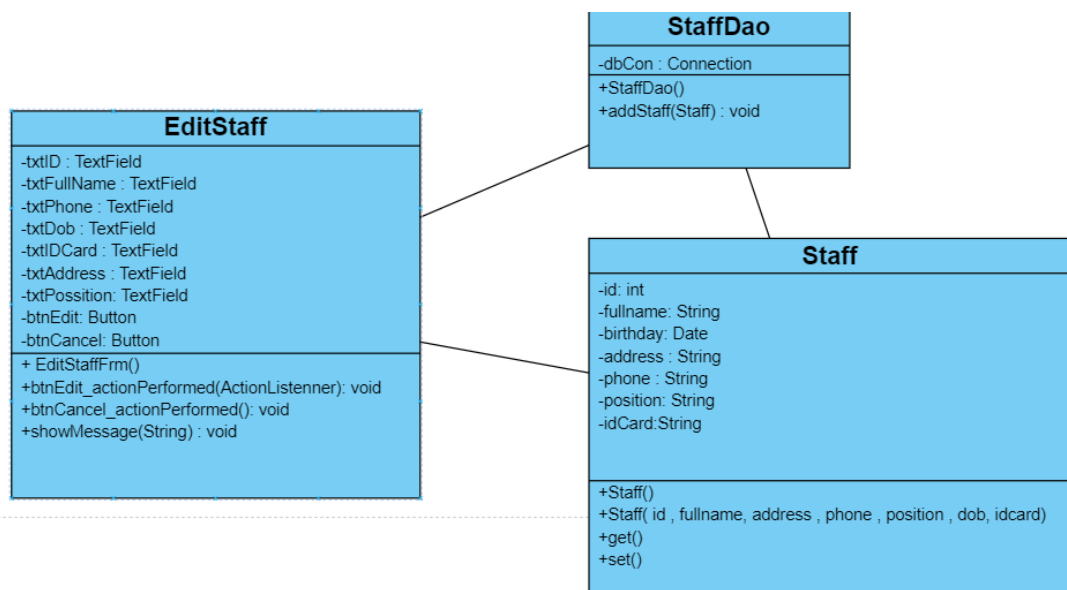 StaffDao
-dbCon : Connection
+StaffDao()
+addStaff(Staff) : void
EditStaff
-txtID : TextField
-txtFullName : TextField
-txtPhone : TextField
-txtDob : TextField
-txtIDCard : TextField
-txtAddress : TextField
-txtPossition: TextField
-btnEdit: Button
-btnCancel: Button
+ EditStaffFrm()
+btnEdit_actionPerformed(ActionListenner): void
+btnCancel_actionPerformed(): void
+showMessage(String) : void
Staff
-id: int
-fullname: String
-birthday: Date
-address : String
-phone : String
-position: String
-idCard:String
+Staff()
+Staff( id , fullname, address , phone , position , dob, idcard)
+get()
+set()